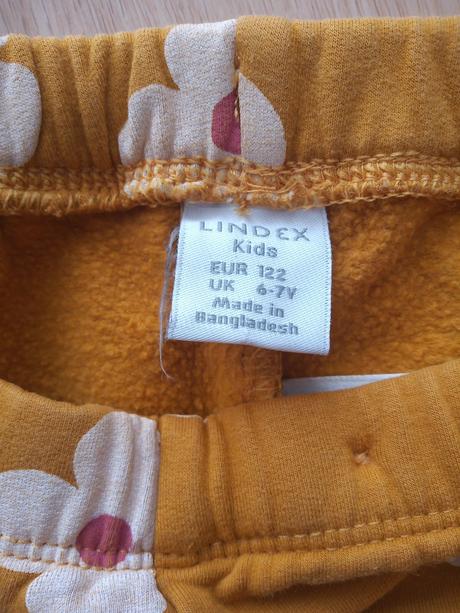 LINDEX
Kids
EUR 122
UK 6-7Y
Made in
Bangladesh